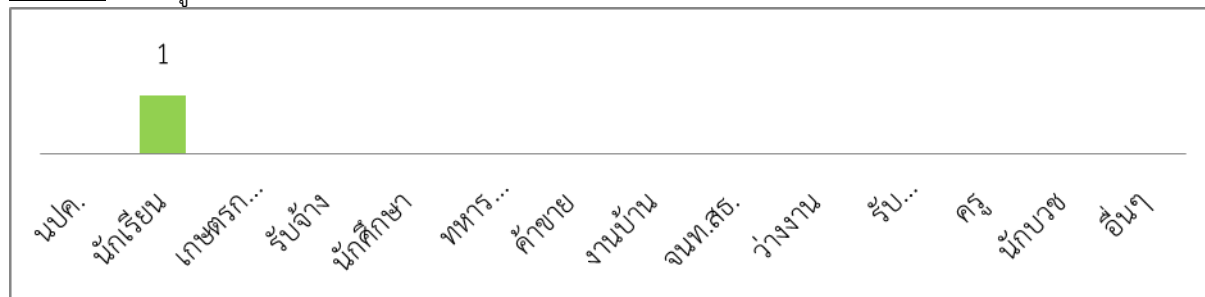 1
นปค.
นักเรียน
เกษตรก...
รับจ้าง
นักศึกษา
ทหาร...
ค้าขาย
งานบ้าน
จนท.สธ.
ว่างงาน
รับ...
ครู
นักบวช
อื่นๆ